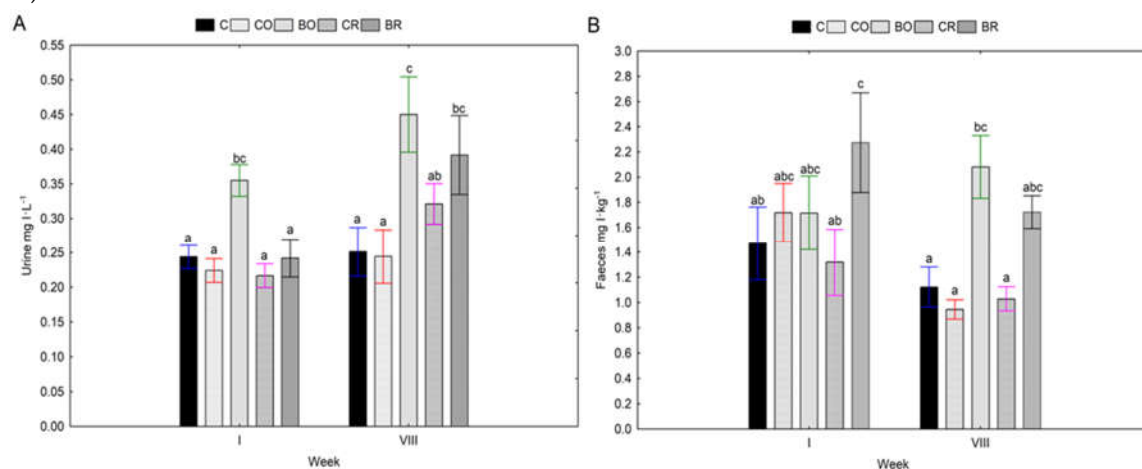 A
C CO BO CR BR
Urine mg I·L⁻¹
0.55
0.50
0.45
0.40
0.35
0.30
0.25
0.20
0.15
0.10
0.05
0.00
a
a
bc
a
a
a
a
c
ab
bc
I VIII
Week
B
C CO BO CR BR
Faeces mg I·kg⁻¹
3.0
2.8
2.6
2.4
2.2
2.0
1.8
1.6
1.4
1.2
1.0
0.8
0.6
0.4
0.2
0.0
ab
abc
abc
ab
c
a
a
bc
a
abc
I VIII
Week